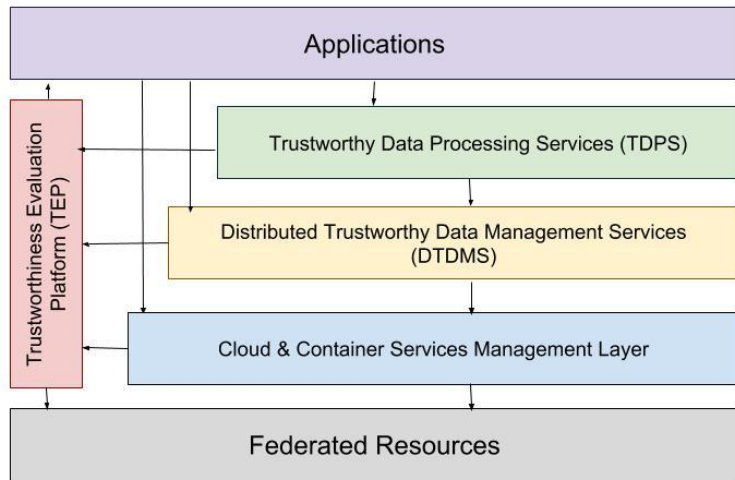 Applications
Trustworthiness Evaluation
Platform (TEP)
Trustworthy Data Processing Services (TDPS)
Distributed Trustworthy Data Management Services
(DTDMS)
Cloud & Container Services Management Layer
Federated Resources